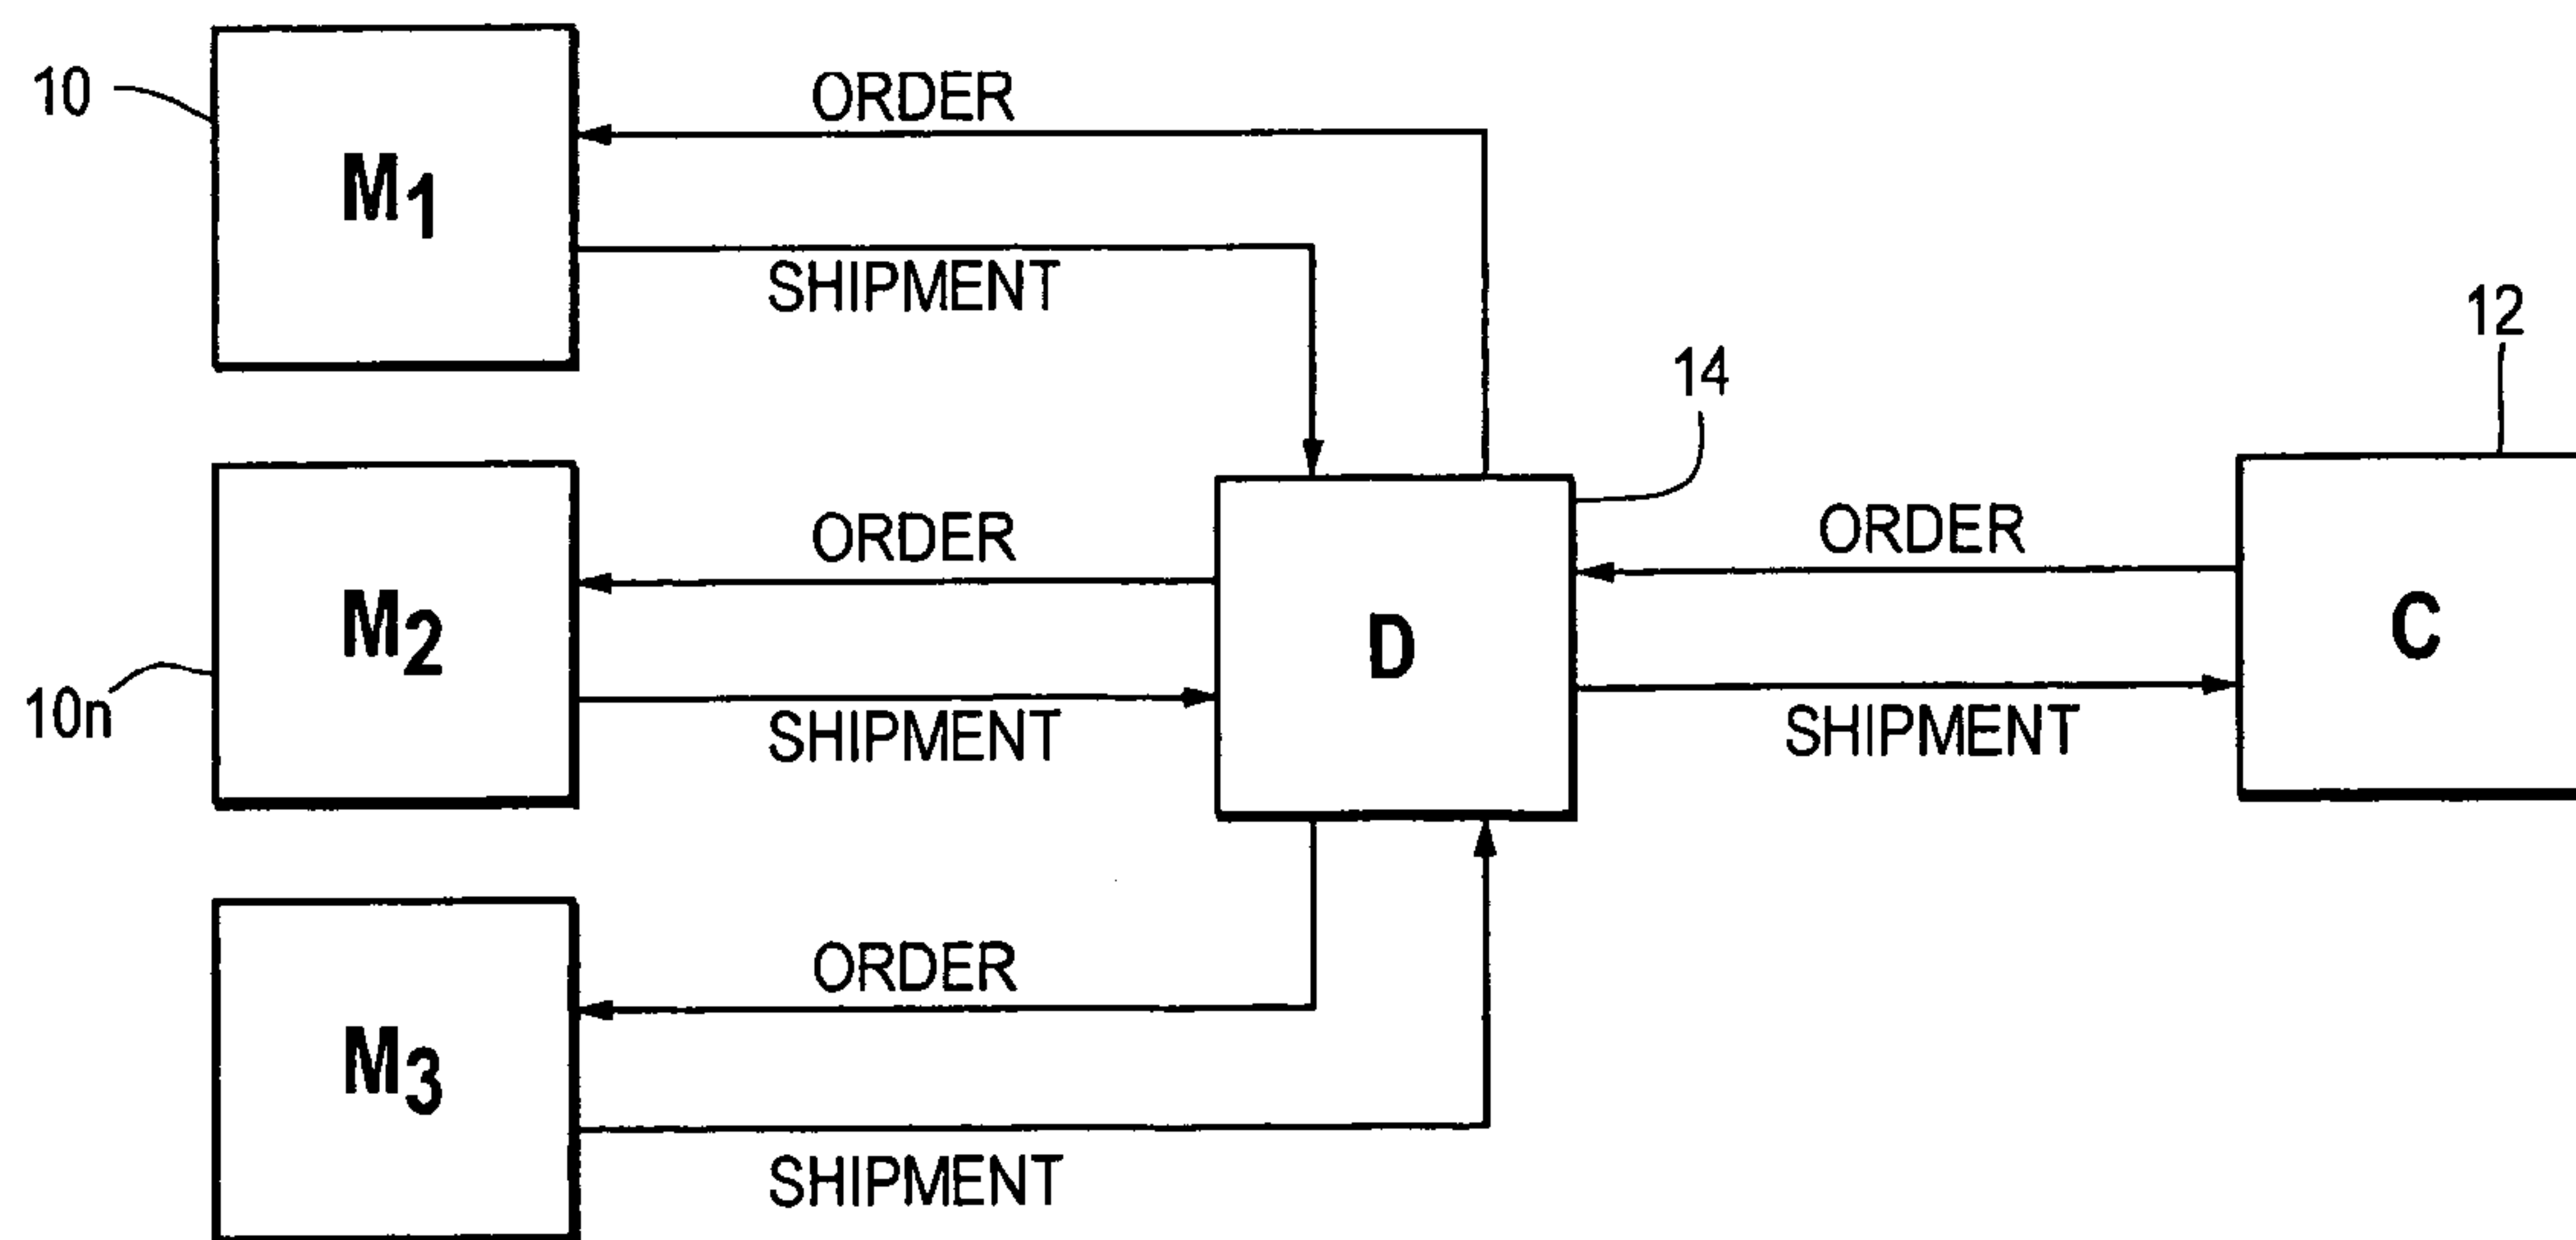 10
M1
ORDER
SHIPMENT
12
14
M2
10n
ORDER
SHIPMENT
D
ORDER
SHIPMENT
C
M3
ORDER
SHIPMENT